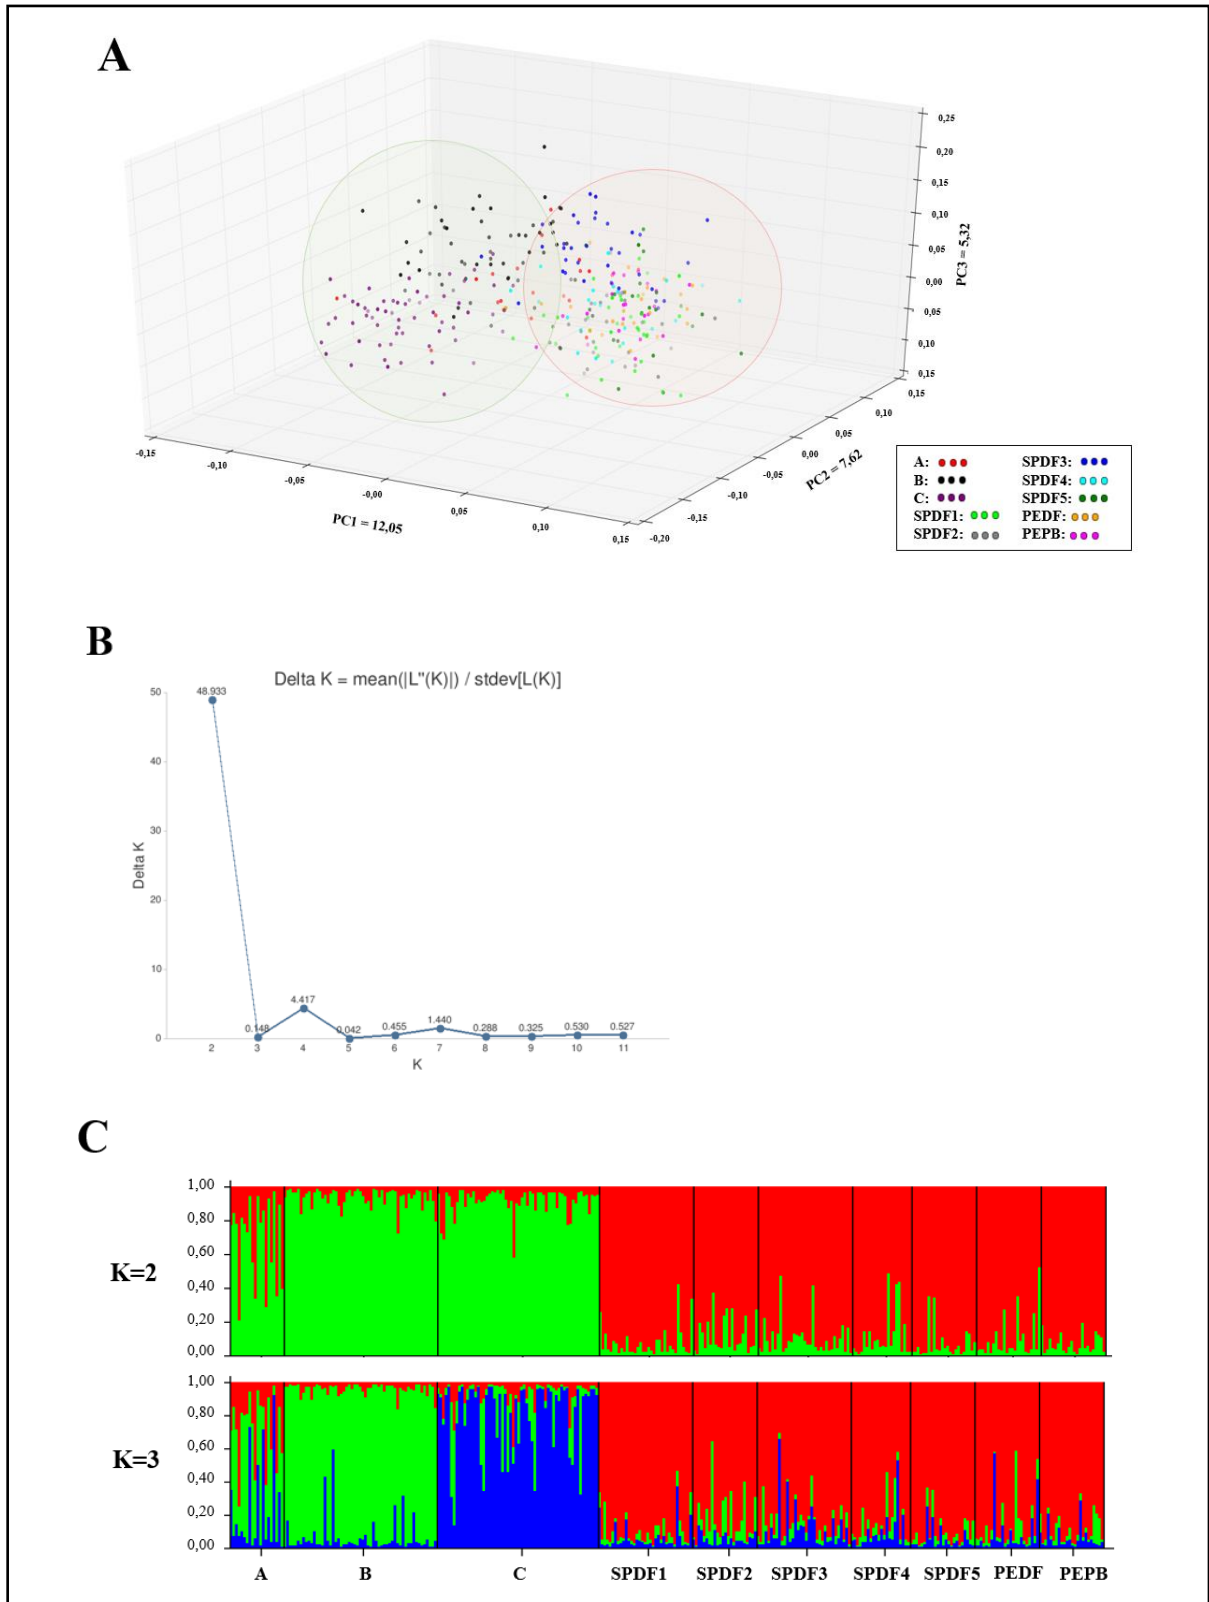 A
0,25
0,20
0,15
0,10
0,05
0,00
0,05
0,10
0,15
PC3 = 5,32
0,15
0,10
0,05
0,00
-0,05
-0,10
-0,15
-0,20
PC2 = 7,62
-0,15
-0,10
-0,05
-0,00
0,05
0,10
0,15
PC1 = 12,05
A:
B:
C:
SPDF1:
SPDF2:
SPDF3:
SPDF4:
SPDF5:
PEDF:
PEPB:
B
Delta K = mean(|L"(K)|) / stdev[L(K)]
50
40
30
20
10
0
Delta K
48.933
0.148
4.417
0.042
0.455
1.440
0.288
0.325
0.530
0.527
2 3 4 5 6 7 8 9 10 11
K
C
K=2
1,00
0,80
0,60
0,40
0,20
0,00
K=3
1,00
0,80
0,60
0,40
0,20
0,00
A B C SPDF1 SPDF2 SPDF3 SPDF4 SPDF5 PEDF PEPB